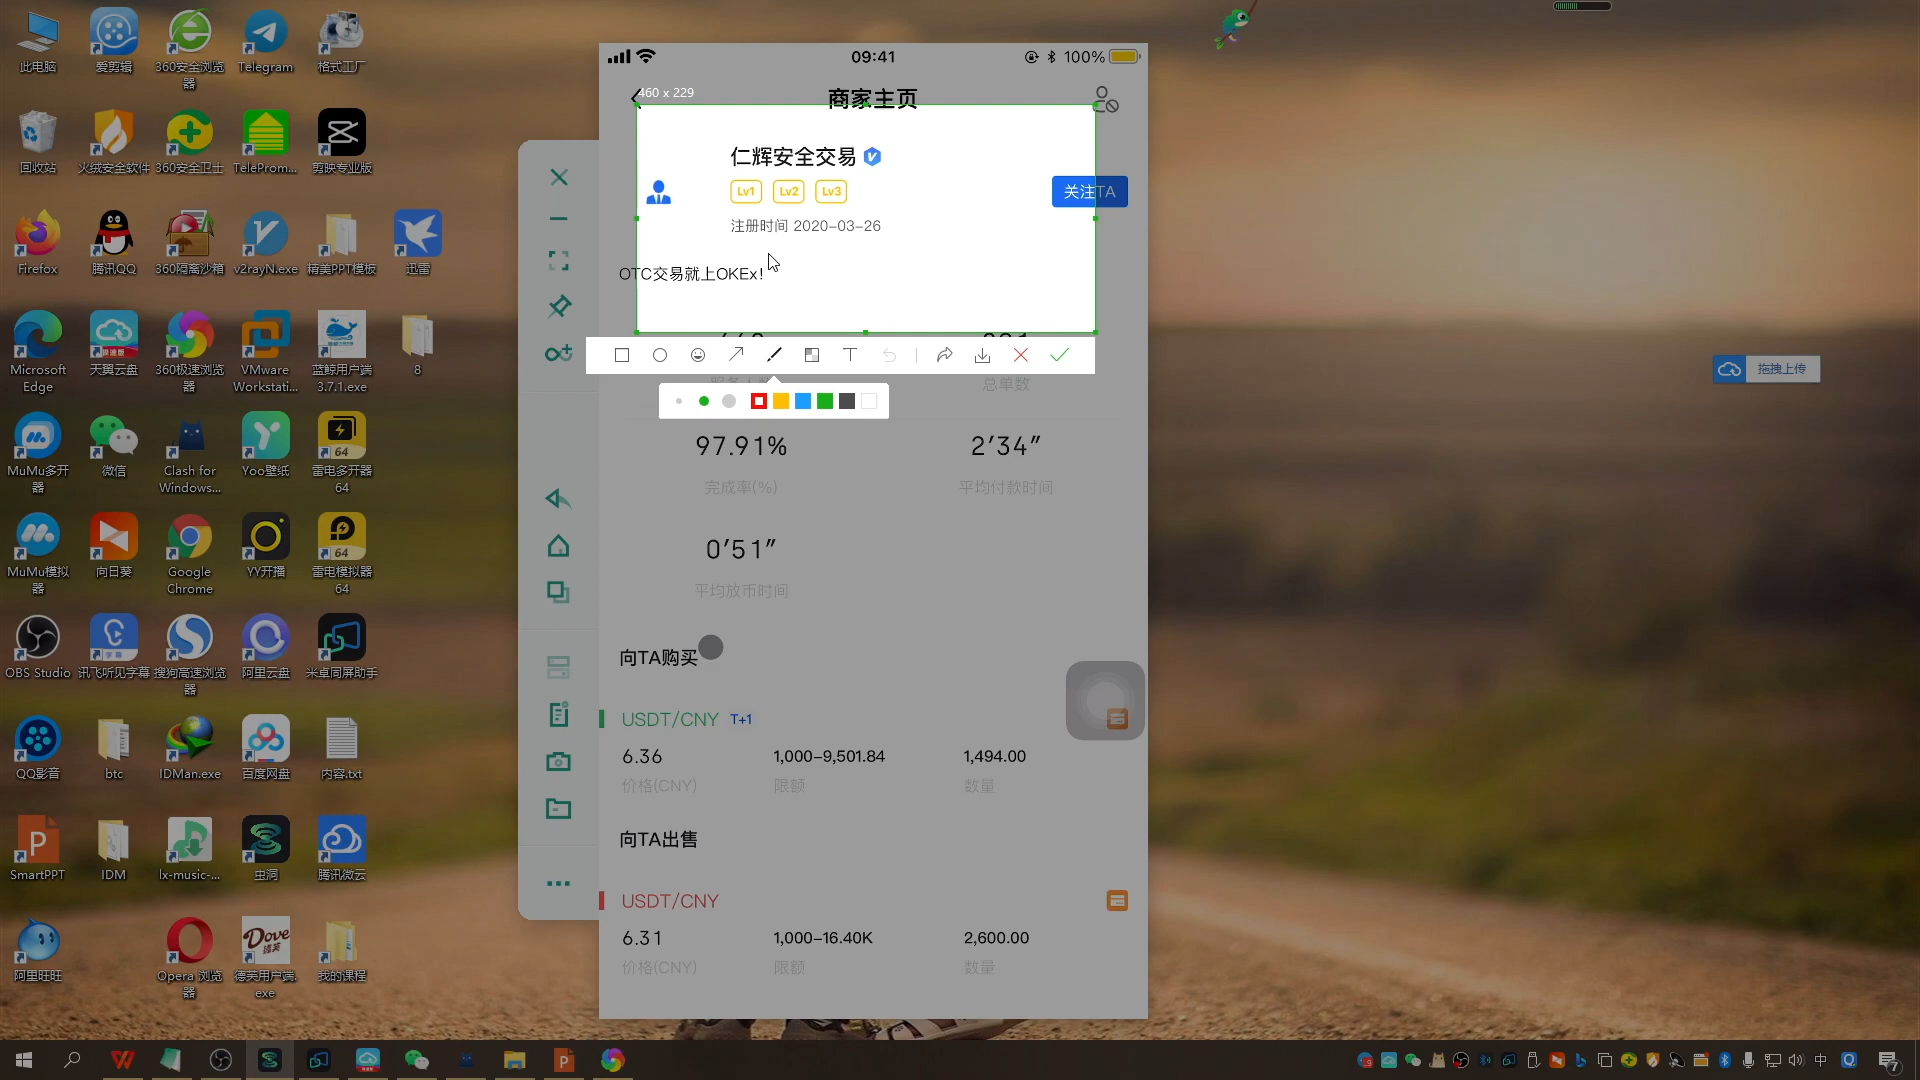 此电脑
爱剪辑
360安全浏览器
Telegram
格式工厂
回收站
火绒安全软件
360安全卫士
TeleProm...
剪映专业版
Firefox
腾讯QQ
360隔离沙箱
v2rayN.exe
精美PPT模板
迅雷
Microsoft Edge
天翼云盘
360极速浏览器
VMware Workstati...
蓝鲸用户端3.7.1.exe
8
MuMu多开器
微信
Clash for Windows...
Yoo壁纸
雷电多开器64
MuMu模拟器
向日葵
Google Chrome
YY开播
雷电模拟器64
OBS Studio
讯飞听见字幕
搜狗高速浏览器
阿里云盘
米卓同屏助手
QQ影音
btc
IDMan.exe
百度网盘
内容.txt
SmartPPT
IDM
lx-music-...
虫洞
腾讯微云
阿里旺旺
Opera 浏览器
德芙用户端.exe
我的课程
09:41
100%
460 x 229
商家主页
仁辉安全交易
Lv1 Lv2 Lv3
关注TA
注册时间 2020-03-26
OTC交易就上OKEx!
总单数
97.91%
2′34″
完成率(%)
平均付款时间
0′51″
平均放币时间
向TA购买
USDT/CNY T+1
6.36
1,000-9,501.84
1,494.00
价格(CNY)
限额
数量
向TA出售
USDT/CNY
6.31
1,000-16.40K
2,600.00
价格(CNY)
限额
数量
拖拽上传
中
7